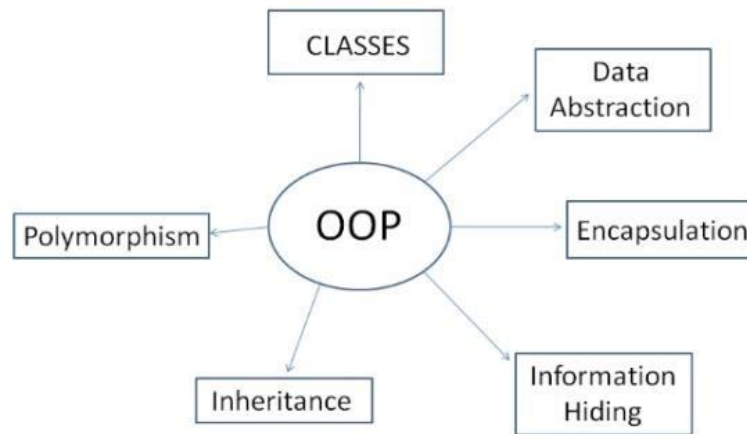 CLASSES
Data
Abstraction
OOP
Polymorphism
Encapsulation
Inheritance
Information
Hiding